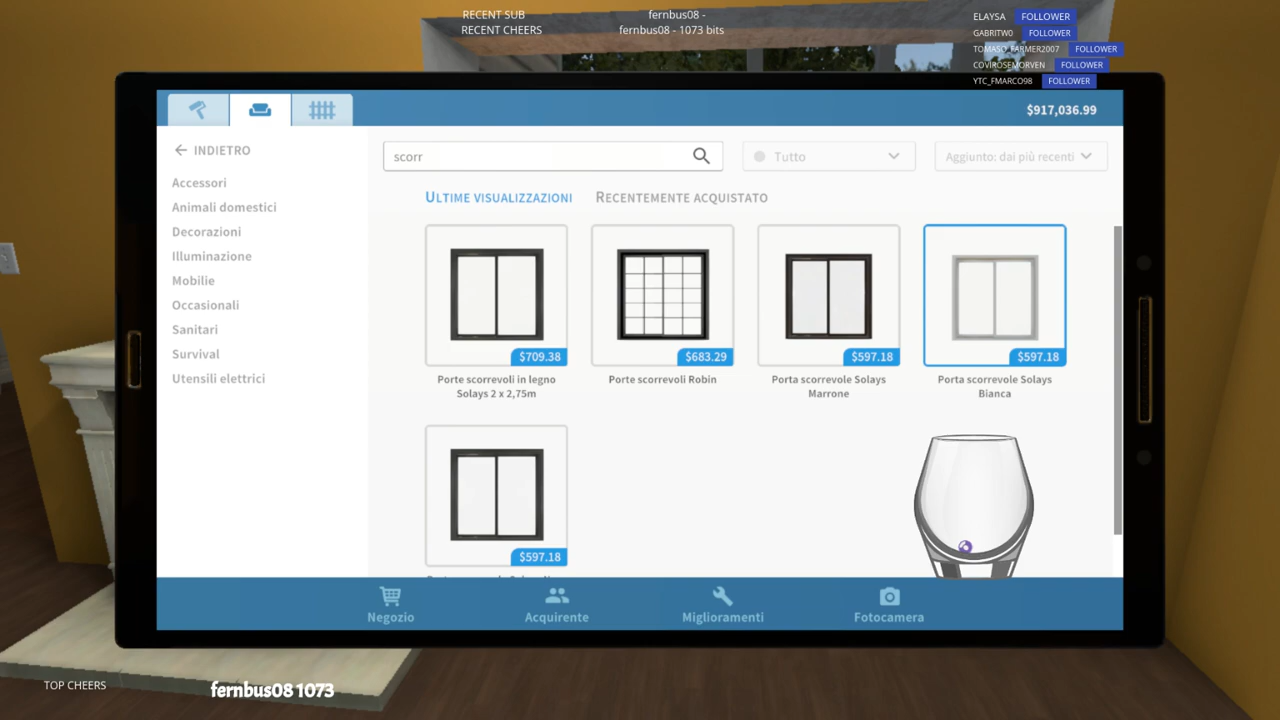 RECENT SUB
fernbus08 -
RECENT CHEERS
fernbus08 - 1073 bits
ELAYSA FOLLOWER
GABRITW0 FOLLOWER
TOMASO_FARMER2007 FOLLOWER
COVIROSEMORVEN FOLLOWER
YTC_FMARCO98 FOLLOWER
$917,036.99
INDIETRO
scorr
Tutto
Aggiunto: dai più recenti
Accessori
Animali domestici
Decorazioni
Illuminazione
Mobilie
Occasionali
Sanitari
Survival
Utensili elettrici
ULTIME VISUALIZZAZIONI
RECENTEMENTE ACQUISTATO
$709.38
$683.29
$597.18
$597.18
Porte scorrevoli in legno
Solays 2 x 2,75m
Porte scorrevoli Robin
Porta scorrevole Solays
Marrone
Porta scorrevole Solays
Bianca
$597.18
Negozio
Acquirente
Miglioramenti
Fotocamera
TOP CHEERS
fernbus08 1073